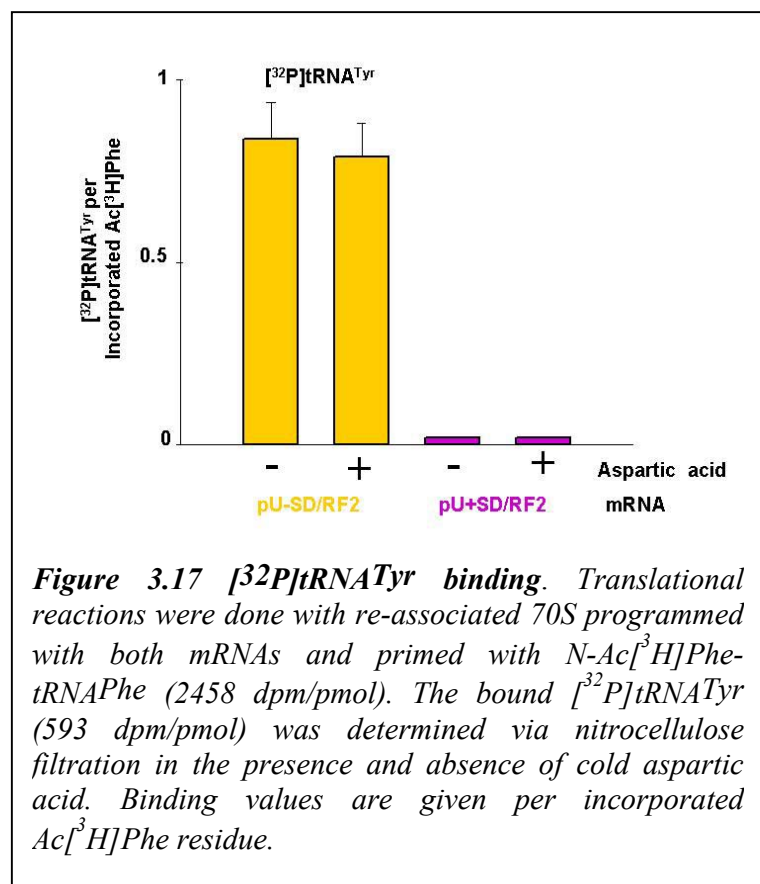 [³²P]tRNAᵀʸʳ
1
0.5
0
[³²P]tRNAᵀʸʳ per
Incorporated Ac[³H]Phe
- + - + Aspartic acid
pU-SD/RF2 pU+SD/RF2 mRNA
Figure 3.17 [32P]tRNATyr binding. Translational
reactions were done with re-associated 70S programmed
with both mRNAs and primed with N-Ac[³H]Phe-
tRNAPhe (2458 dpm/pmol). The bound [³²P]tRNATyr
(593 dpm/pmol) was determined via nitrocellulose
filtration in the presence and absence of cold aspartic
acid. Binding values are given per incorporated
Ac[³H]Phe residue.